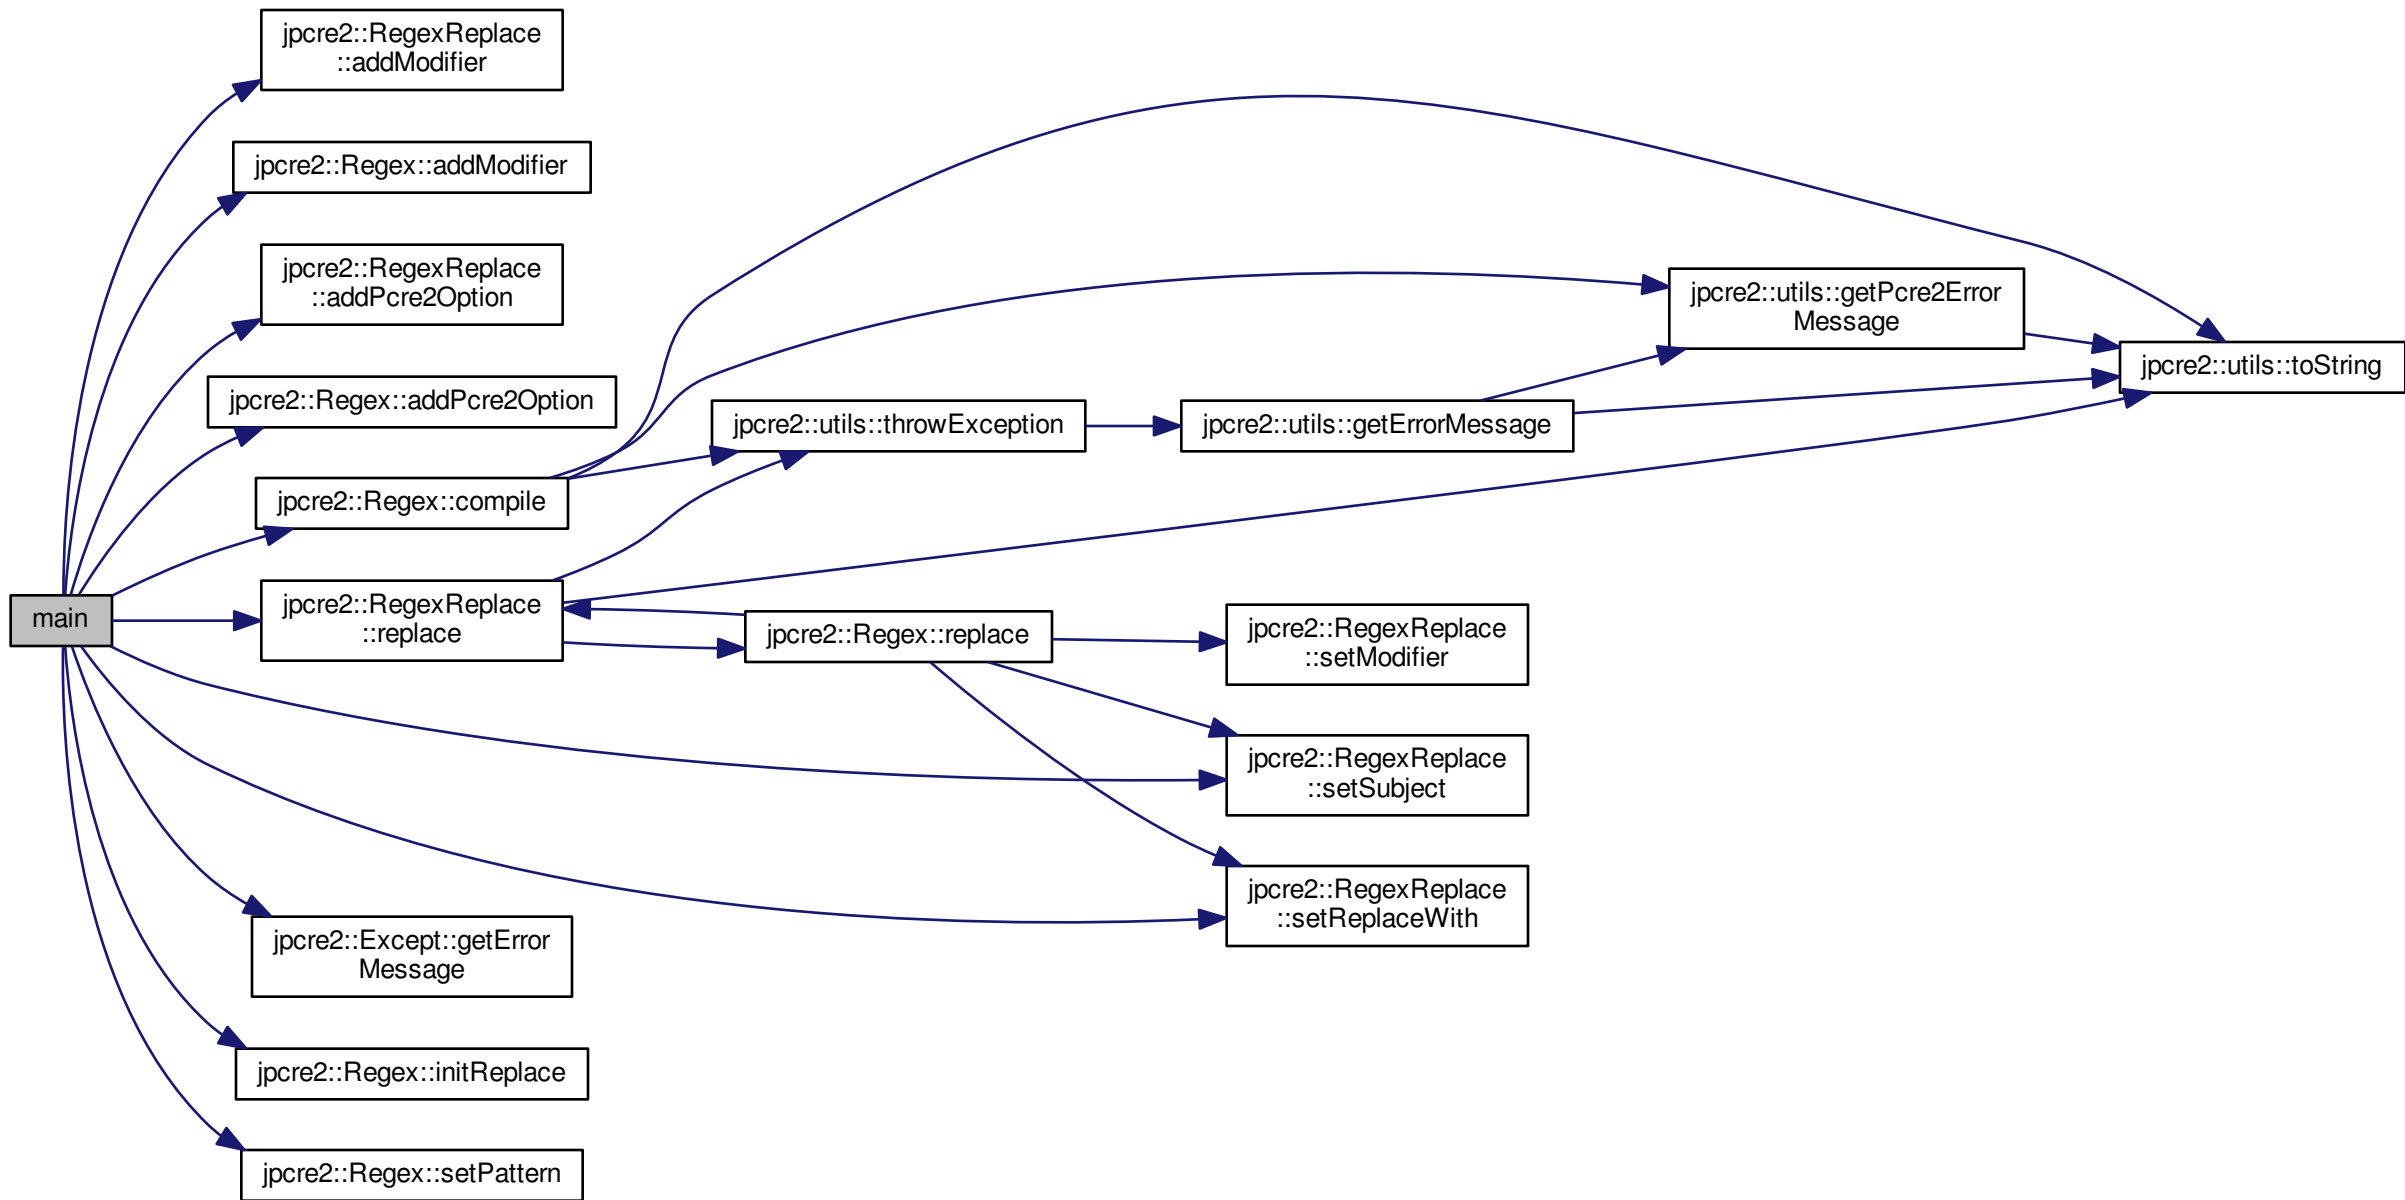 jpcre2::RegexReplace
::addModifier
jpcre2::Regex::addModifier
jpcre2::RegexReplace
::addPcre2Option
jpcre2::Regex::addPcre2Option
jpcre2::Regex::compile
main
jpcre2::RegexReplace
::replace
jpcre2::Except::getError
Message
jpcre2::Regex::initReplace
jpcre2::Regex::setPattern
jpcre2::utils::throwException
jpcre2::Regex::replace
jpcre2::utils::getErrorMessage
jpcre2::RegexReplace
::setModifier
jpcre2::RegexReplace
::setSubject
jpcre2::RegexReplace
::setReplaceWith
jpcre2::utils::getPcre2Error
Message
jpcre2::utils::toString